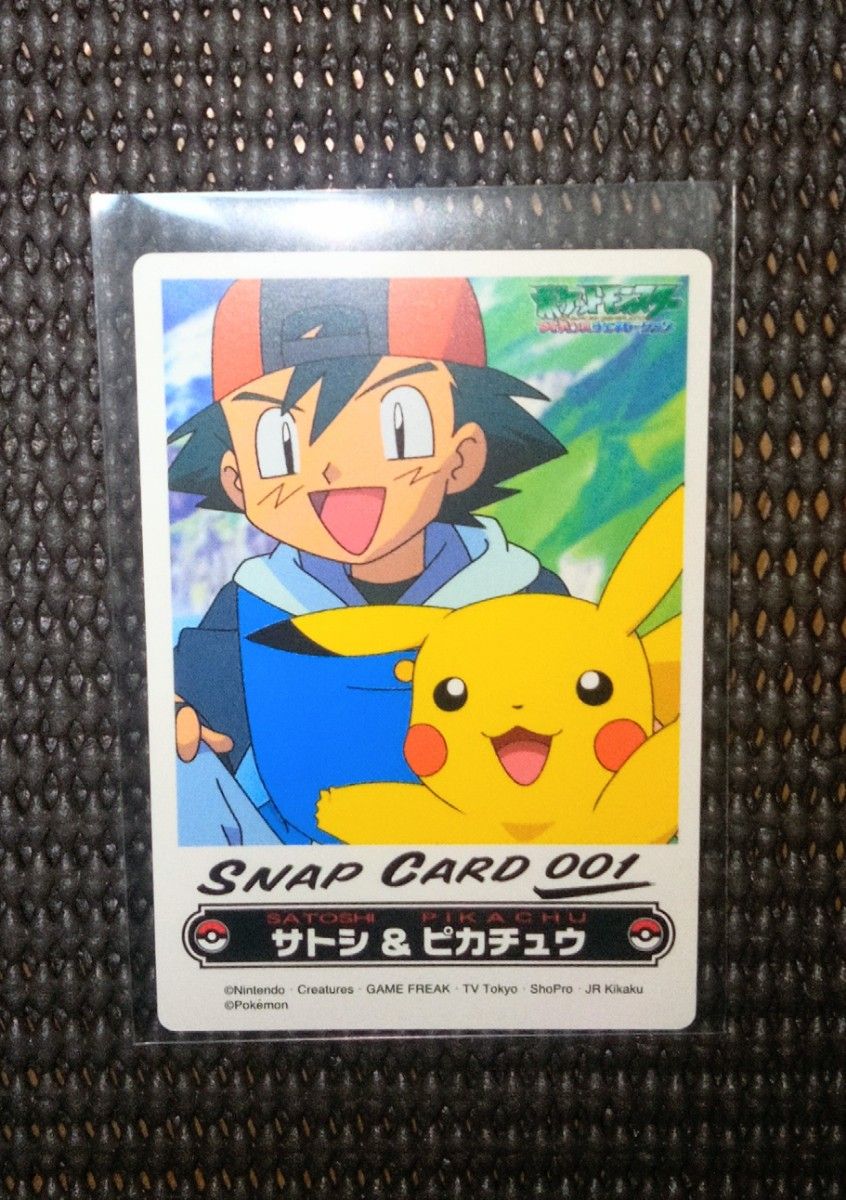 ポケットモンスター
アドバンスジェネレーション
SNAP CARD 001
SATOSHI PIKACHU
サトシ & ピカチュウ
©Nintendo · Creatures · GAME FREAK · TV Tokyo · ShoPro · JR Kikaku
©Pokémon